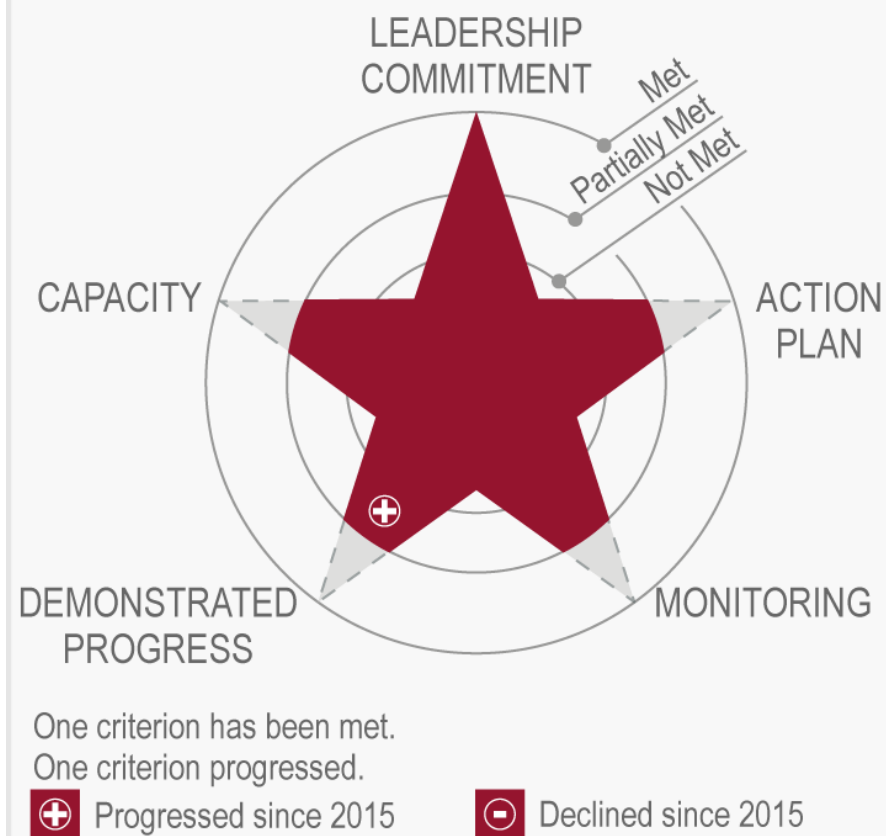 LEADERSHIP
COMMITMENT
Met
Partially Met
Not Met
CAPACITY
ACTION
PLAN
DEMONSTRATED
PROGRESS
MONITORING
One criterion has been met.
One criterion progressed.
+ Progressed since 2015
- Declined since 2015